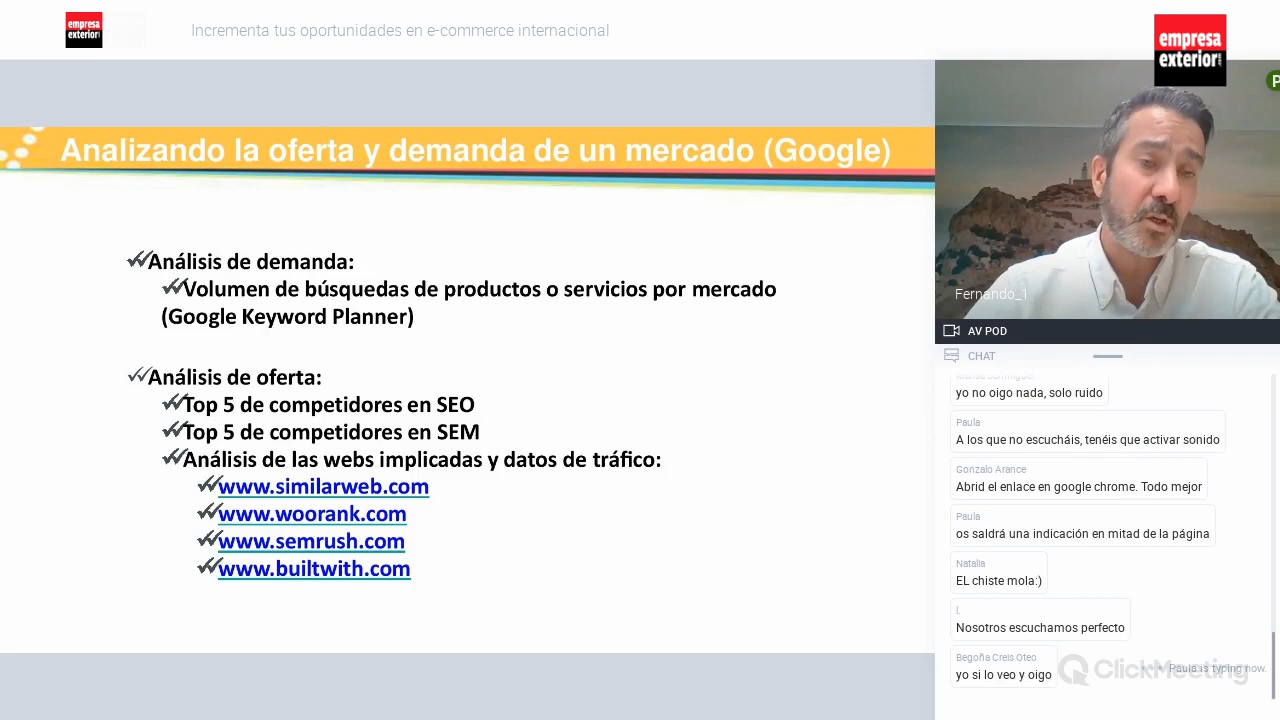 empresa
exterior.com
Incrementa tus oportunidades en e-commerce internacional
empresa
exterior.com
P
Analizando la oferta y demanda de un mercado (Google)
Análisis de demanda:
Volumen de búsquedas de productos o servicios por mercado
(Google Keyword Planner)
Análisis de oferta:
Top 5 de competidores en SEO
Top 5 de competidores en SEM
Análisis de las webs implicadas y datos de tráfico:
www.similarweb.com
www.woorank.com
www.semrush.com
www.builtwith.com
Fernando_1
AV POD
CHAT
yo no oigo nada, solo ruido
Paula
A los que no escucháis, tenéis que activar sonido
Gonzalo Arance
Abrid el enlace en google chrome. Todo mejor
Paula
os saldrá una indicación en mitad de la página
Natalia
EL chiste mola:)
I.
Nosotros escuchamos perfecto
Begoña Creis Oteo
yo si lo veo y oigo
ClickMeeting
Paula is typing now.